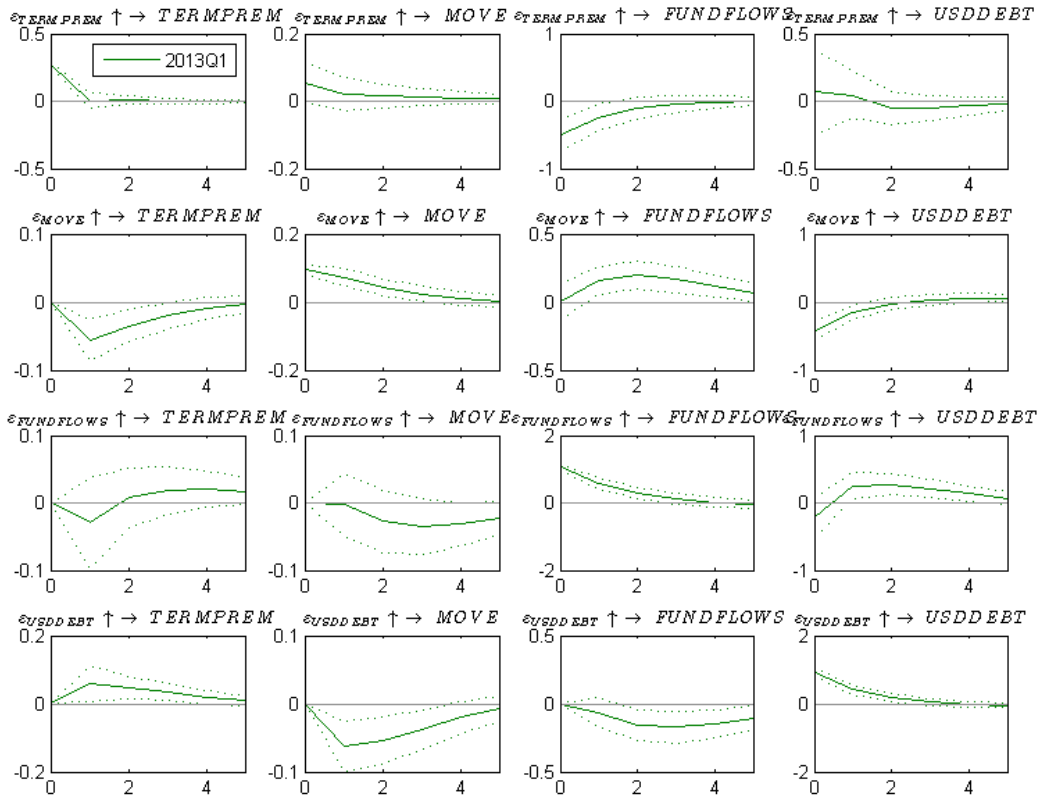 ε_TERMPREM ↑ → TERMPREM ε_TERMPREM ↑ → MOVE ε_TERMPREM ↑ → FUNDFLOWS ε_TERMPREM ↑ → USDDEBT
0.5 0.2 1 0.5
2013Q1
0 0 0 0
-0.5 -0.2 -1 -0.5
0 2 4 0 2 4 0 2 4 0 2 4
ε_MOVE ↑ → TERMPREM ε_MOVE ↑ → MOVE ε_MOVE ↑ → FUNDFLOWS ε_MOVE ↑ → USDDEBT
0.1 0.2 0.5 1
0 0 0 0
-0.1 -0.2 -0.5 -1
0 2 4 0 2 4 0 2 4 0 2 4
ε_FUNDFLOWS ↑ → TERMPREM ε_FUNDFLOWS ↑ → MOVE ε_FUNDFLOWS ↑ → FUNDFLOWS ε_FUNDFLOWS ↑ → USDDEBT
0.1 0.1 2 1
0 0 0 0
-0.1 -0.1 -2 -1
0 2 4 0 2 4 0 2 4 0 2 4
ε_USDDEBT ↑ → TERMPREM ε_USDDEBT ↑ → MOVE ε_USDDEBT ↑ → FUNDFLOWS ε_USDDEBT ↑ → USDDEBT
0.2 0.1 0.5 2
0 0 0 0
-0.2 -0.1 -0.5 -2
0 2 4 0 2 4 0 2 4 0 2 4